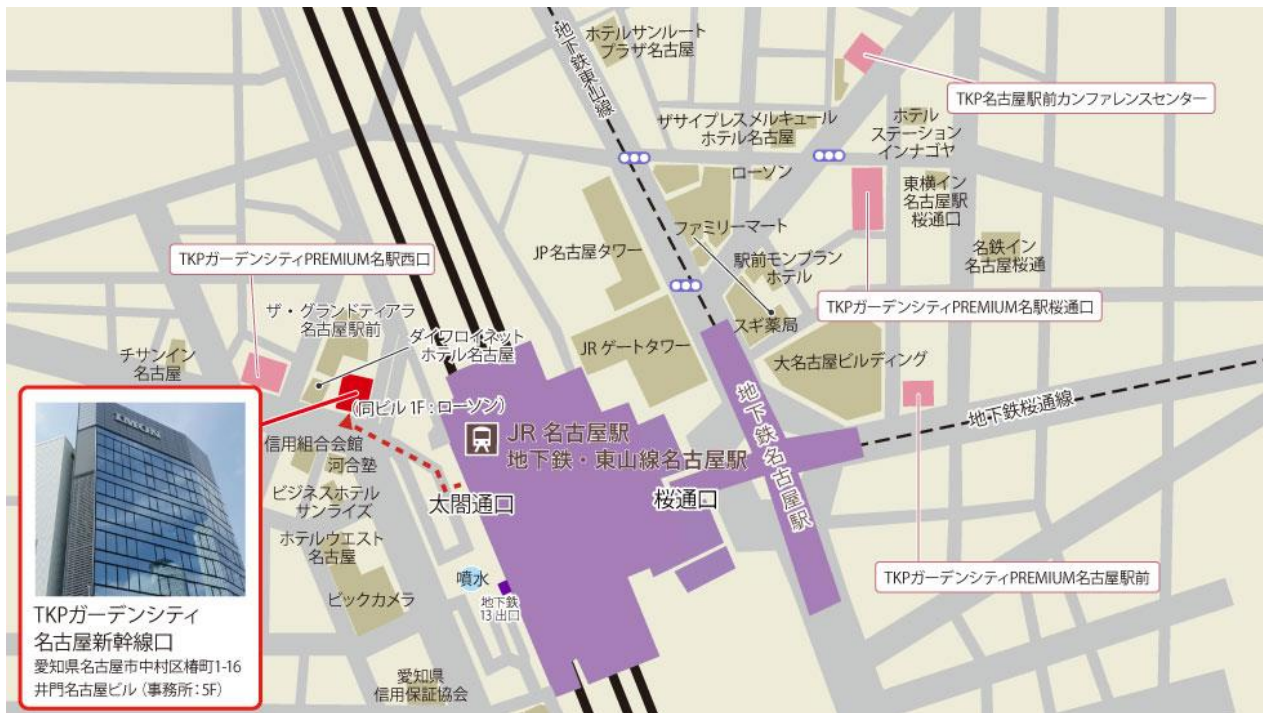 ホテルサンルート
プラザ名古屋
地下鉄東山線
TKP名古屋駅前カンファレンスセンター
ザサイプレスメルキュール
ホテル名古屋
ホテル
ステーション
インナゴヤ
ローソン
東横イン
名古屋駅
桜通口
ファミリーマート
JP名古屋タワー
駅前モンブラン
ホテル
名鉄イン
名古屋桜通
TKPガーデンシティPREMIUM名駅西口
TKPガーデンシティPREMIUM名駅桜通口
ザ・グランドティアラ
名古屋駅前
スギ薬局
ダイワロイネット
ホテル名古屋
JRゲートタワー
大名古屋ビルディング
チサンイン
名古屋
(同ビル 1F:ローソン)
地下鉄桜通線
地下鉄名古屋駅
JR 名古屋駅
地下鉄・東山線名古屋駅
信用組合会館
河合塾
太閤通口
桜通口
ビジネスホテル
サンライズ
ホテルウエスト
名古屋
噴水
地下鉄
13出口
TKPガーデンシティPREMIUM名古屋駅前
ビックカメラ
愛知県
信用保証協会
IMON
TKPガーデンシティ
名古屋新幹線口
愛知県名古屋市中村区椿町1-16
井門名古屋ビル (事務所:5F)